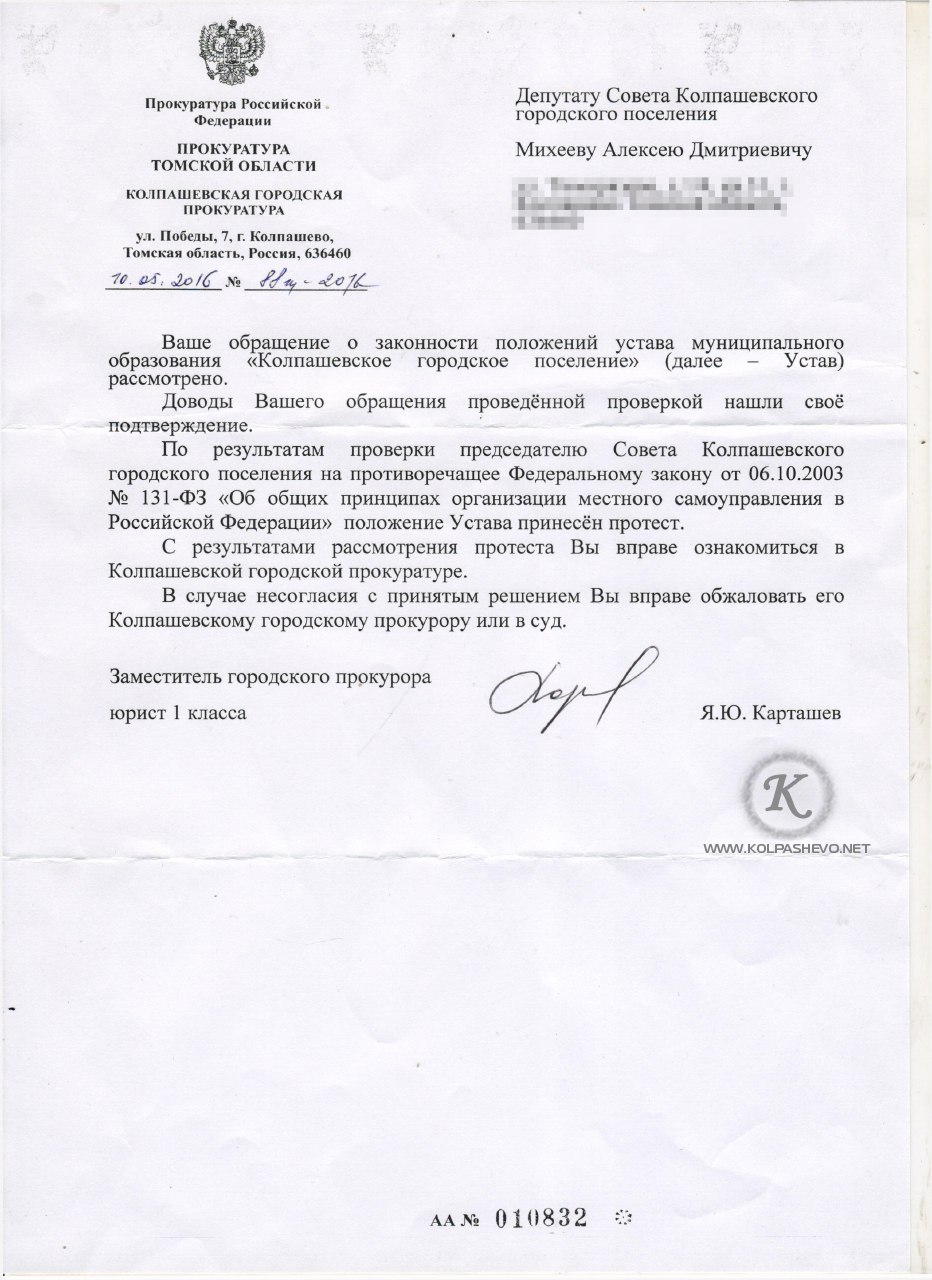 Прокуратура Российской
Федерации
ПРОКУРАТУРА
ТОМСКОЙ ОБЛАСТИ
КОЛПАШЕВСКАЯ ГОРОДСКАЯ
ПРОКУРАТУРА
ул. Победы, 7, г. Колпашево,
Томская область, Россия, 636460
10.05.2016 № 88ж-2016
Депутату Совета Колпашевского
городского поселения
Михееву Алексею Дмитриевичу
Ваше обращение о законности положений устава муниципального
образования «Колпашевское городское поселение» (далее – Устав)
рассмотрено.
Доводы Вашего обращения проведённой проверкой нашли своё
подтверждение.
По результатам проверки председателю Совета Колпашевского
городского поселения на противоречащее Федеральному закону от 06.10.2003
№ 131-ФЗ «Об общих принципах организации местного самоуправления в
Российской Федерации» положение Устава принесён протест.
С результатами рассмотрения протеста Вы вправе ознакомиться в
Колпашевской городской прокуратуре.
В случае несогласия с принятым решением Вы вправе обжаловать его
Колпашевскому городскому прокурору или в суд.
Заместитель городского прокурора
юрист 1 класса
Я.Ю. Карташев
K
WWW.KOLPASHEVO.NET
АА № 010832